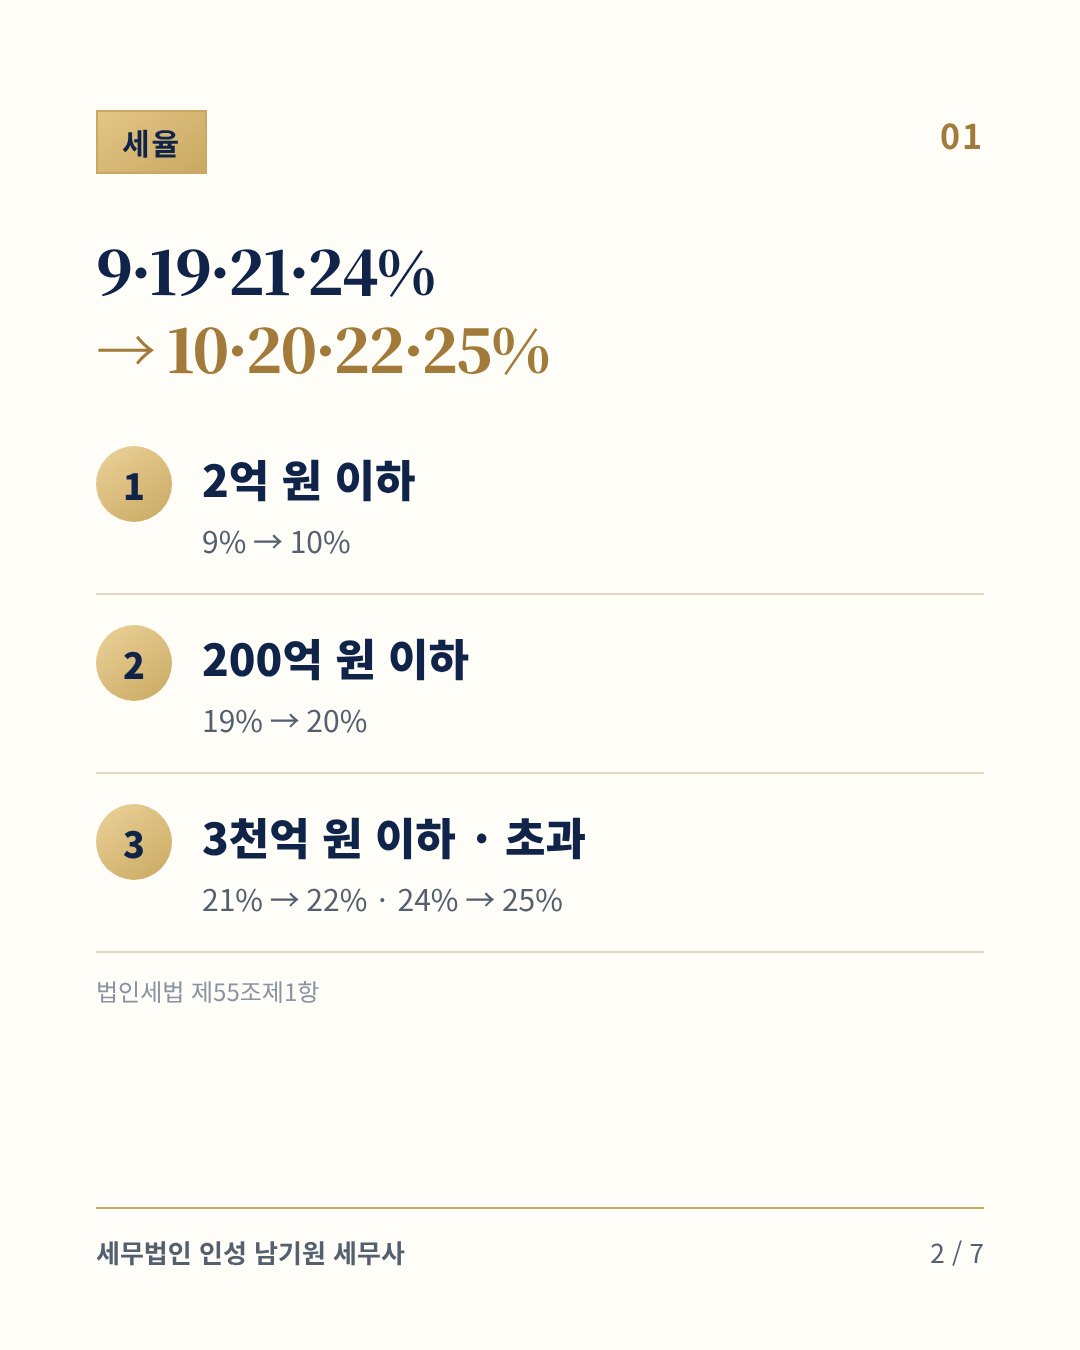 세율
01
9·19·21·24%
→ 10·20·22·25%
1
2억 원 이하
9% → 10%
2
200억 원 이하
19% → 20%
3
3천억 원 이하 · 초과
21% → 22% · 24% → 25%
법인세법 제55조제1항
세무법인 인성 남기원 세무사
2 / 7